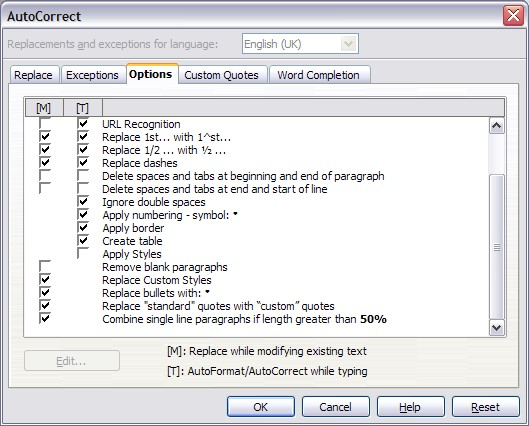 AutoCorrect
Replacements and exceptions for language: English (UK)
Replace Exceptions Options Custom Quotes Word Completion
[M] [T]
URL Recognition
Replace 1st... with 1^st...
Replace 1/2 ... with ½ ...
Replace dashes
Delete spaces and tabs at beginning and end of paragraph
Delete spaces and tabs at end and start of line
Ignore double spaces
Apply numbering - symbol: •
Apply border
Create table
Apply Styles
Remove blank paragraphs
Replace Custom Styles
Replace bullets with: •
Replace "standard" quotes with “custom” quotes
Combine single line paragraphs if length greater than 50%
Edit... [M]: Replace while modifying existing text
[T]: AutoFormat/AutoCorrect while typing
OK Cancel Help Reset